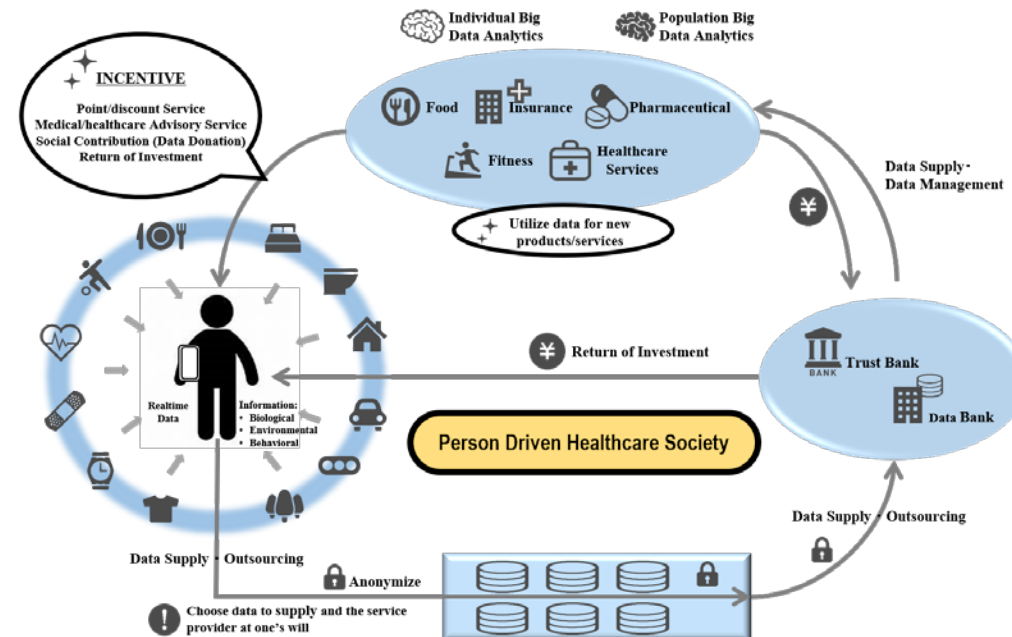 Individual Big
Data Analytics
Population Big
Data Analytics
INCENTIVE
Point/discount Service
Medical/healthcare Advisory Service
Social Contribution (Data Donation)
Return of Investment
Food
Insurance
Pharmaceutical
Fitness
Healthcare
Services
Utilize data for new
products/services
Data Supply・
Data Management
¥
¥
Return of Investment
BANK
Trust Bank
Data Bank
Realtime
Data
Information:
• Biological
• Environmental
• Behavioral
Person Driven Healthcare Society
Data Supply・Outsourcing
Data Supply・Outsourcing
Anonymize
! Choose data to supply and the service
provider at one's will